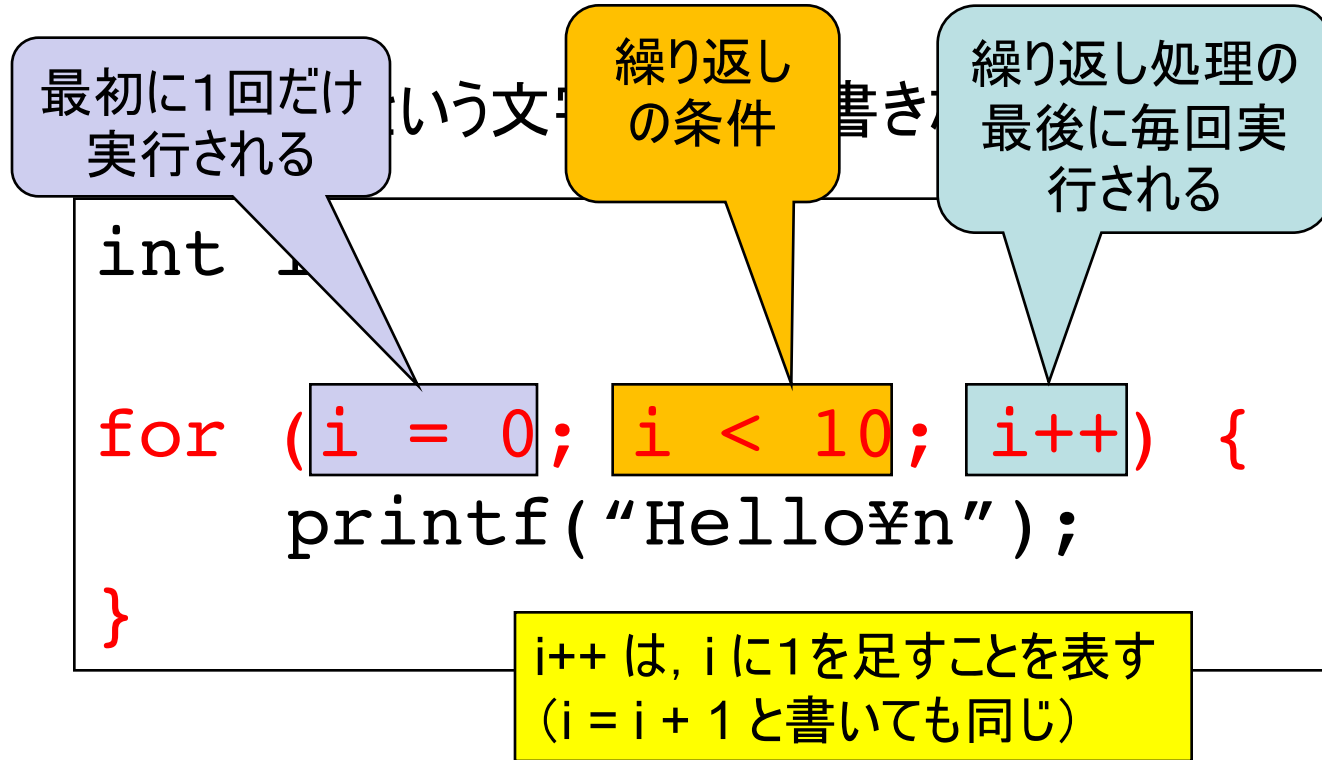 最初に１回だけ
実行される
繰り返し
の条件
繰り返し処理の
最後に毎回実
行される
いう文
書き
int i
for (i = 0; i < 10; i++) {
printf(“Hello¥n”);
}
i++ は, i に１を足すことを表す
（i = i + 1 と書いても同じ）